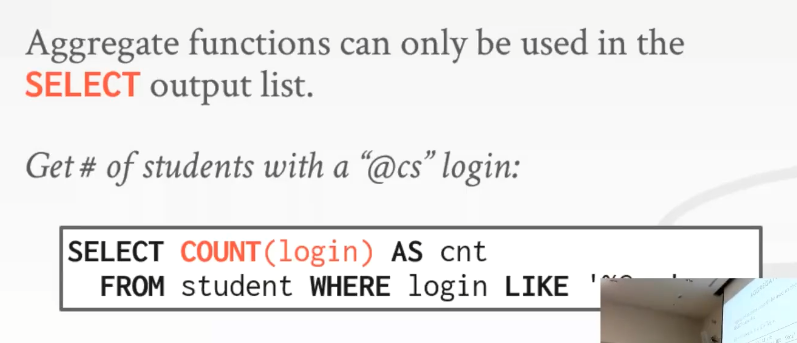 Aggregate functions can only be used in the
SELECT output list.
Get # of students with a “@cs” login:
SELECT COUNT(login) AS cnt
FROM student WHERE login LIKE